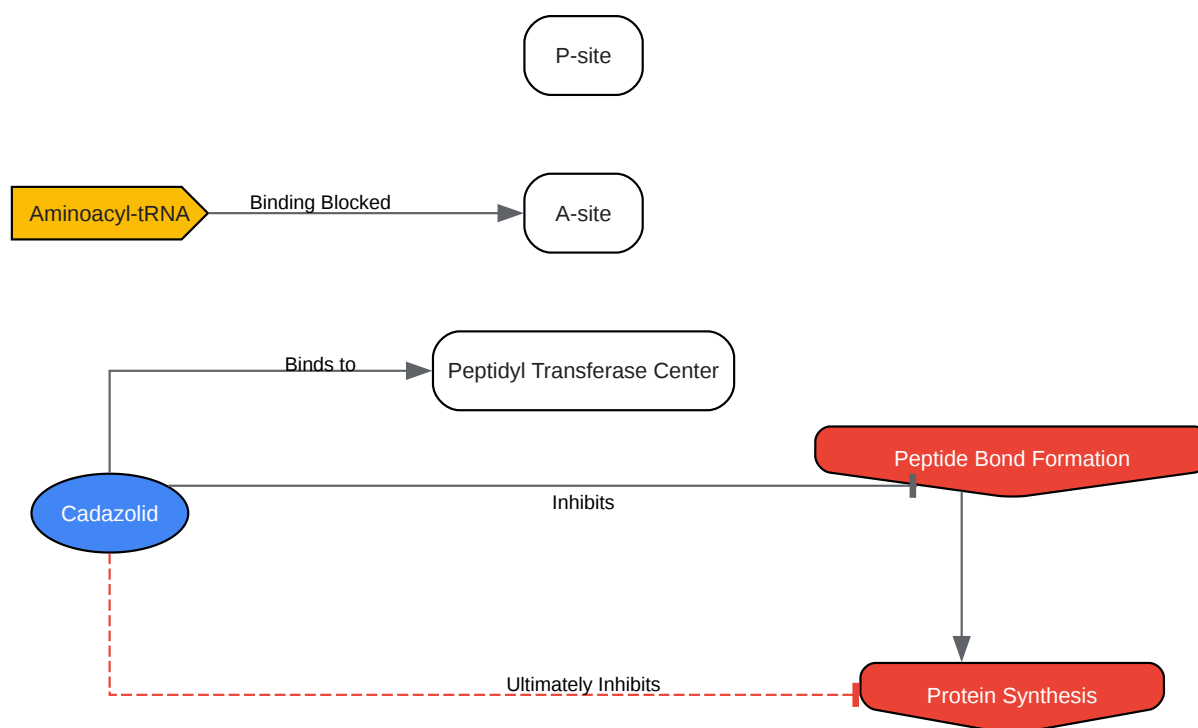 P-site
Aminoacyl-tRNA
Binding Blocked
A-site
Binds to
Peptidyl Transferase Center
Peptide Bond Formation
Inhibits
Cadazolid
Ultimately Inhibits
Protein Synthesis